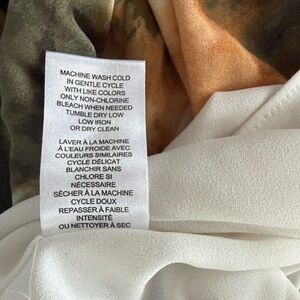 MACHINE WASH COLD
IN GENTLE CYCLE
WITH LIKE COLORS
ONLY NON-CHLORINE
BLEACH WHEN NEEDED
TUMBLE DRY LOW
LOW IRON
OR DRY CLEAN
LAVER À LA MACHINE
À L'EAU FROIDE AVEC
COULEURS SIMILAIRES
CYCLE DÉLICAT
BLANCHIR SANS
CHLORE SI
NÉCESSAIRE
SÉCHER À LA MACHINE
CYCLE DOUX
REPASSER À FAIBLE
INTENSITÉ
OU NETTOYER À SEC